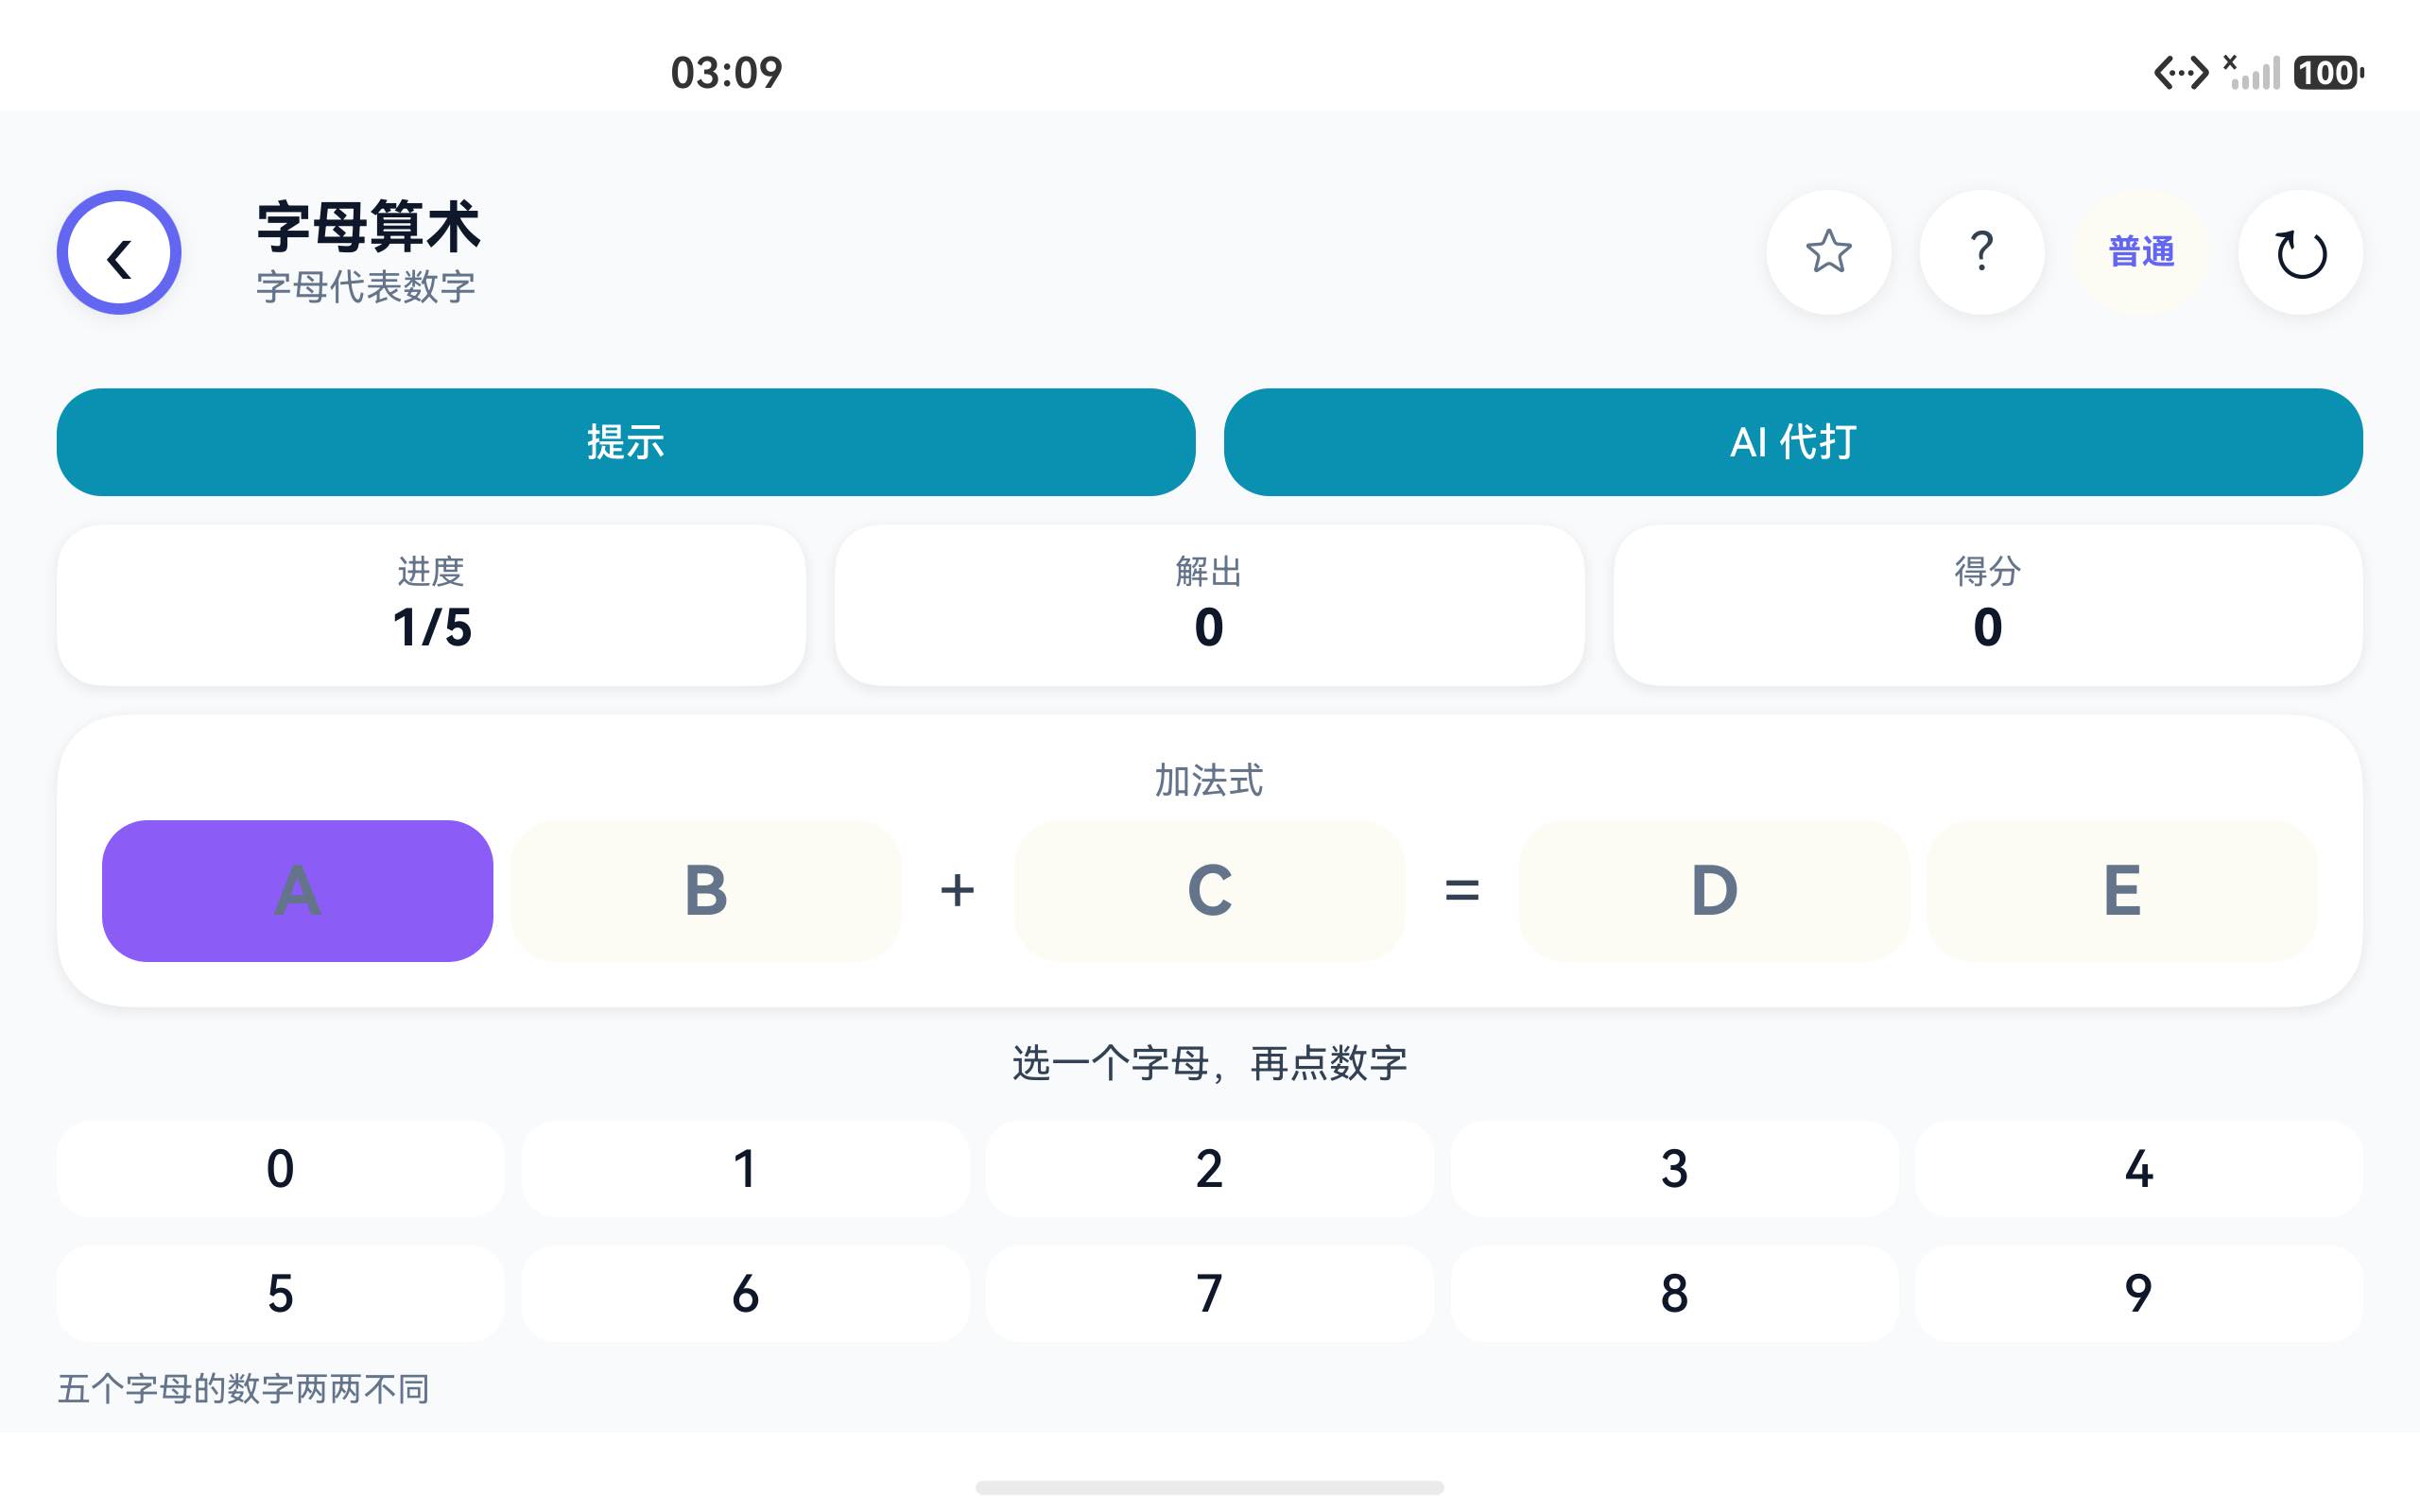 03:09
100
字母算术
字母代表数字
?
普通
提示
AI 代打
进度
1/5
解出
0
得分
0
加法式
A B + C = D E
选一个字母，再点数字
0 1 2 3 4
5 6 7 8 9
五个字母的数字两两不同